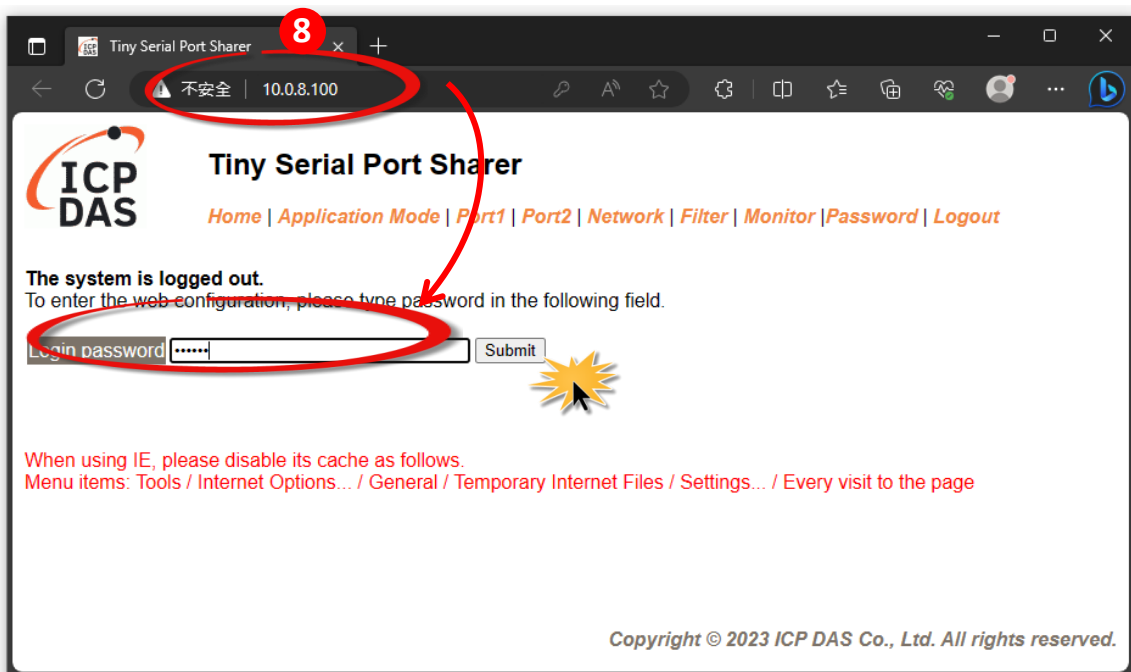 8
Tiny Serial Port Sharer
不安全 10.0.8.100
ICP
DAS
Tiny Serial Port Sharer
Home | Application Mode | Port1 | Port2 | Network | Filter | Monitor |Password | Logout
The system is logged out.
To enter the web configuration, please type password in the following field.
Login password •••••• Submit
When using IE, please disable its cache as follows.
Menu items: Tools / Internet Options... / General / Temporary Internet Files / Settings... / Every visit to the page
Copyright © 2023 ICP DAS Co., Ltd. All rights reserved.